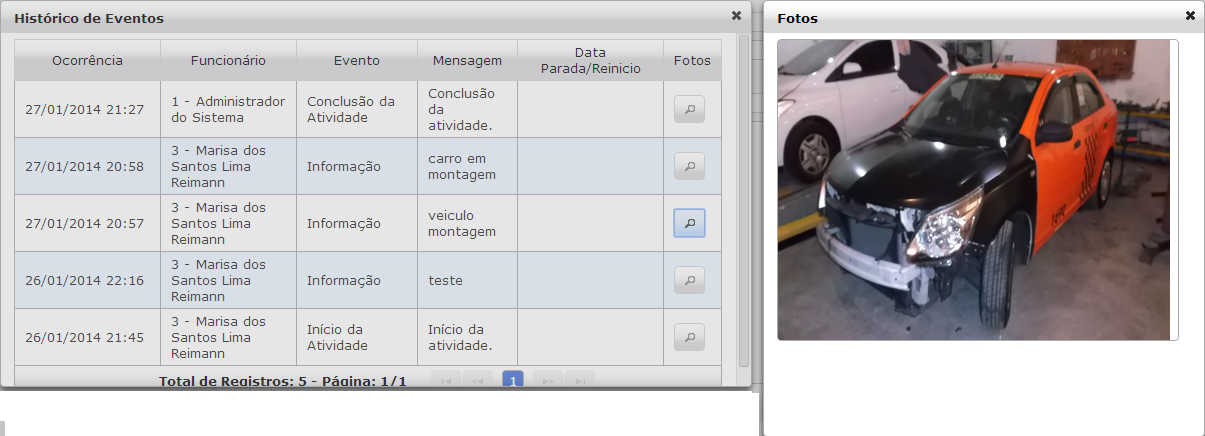 Histórico de Eventos
Ocorrência Funcionário Evento Mensagem Data Parada/Reinicio Fotos
27/01/2014 21:27 1 - Administrador do Sistema Conclusão da Atividade Conclusão da atividade.
27/01/2014 20:58 3 - Marisa dos Santos Lima Reimann Informação carro em montagem
27/01/2014 20:57 3 - Marisa dos Santos Lima Reimann Informação veiculo montagem
26/01/2014 22:16 3 - Marisa dos Santos Lima Reimann Informação teste
26/01/2014 21:45 3 - Marisa dos Santos Lima Reimann Início da Atividade Início da atividade.
Total de Registros: 5 - Página: 1/1 1
Fotos